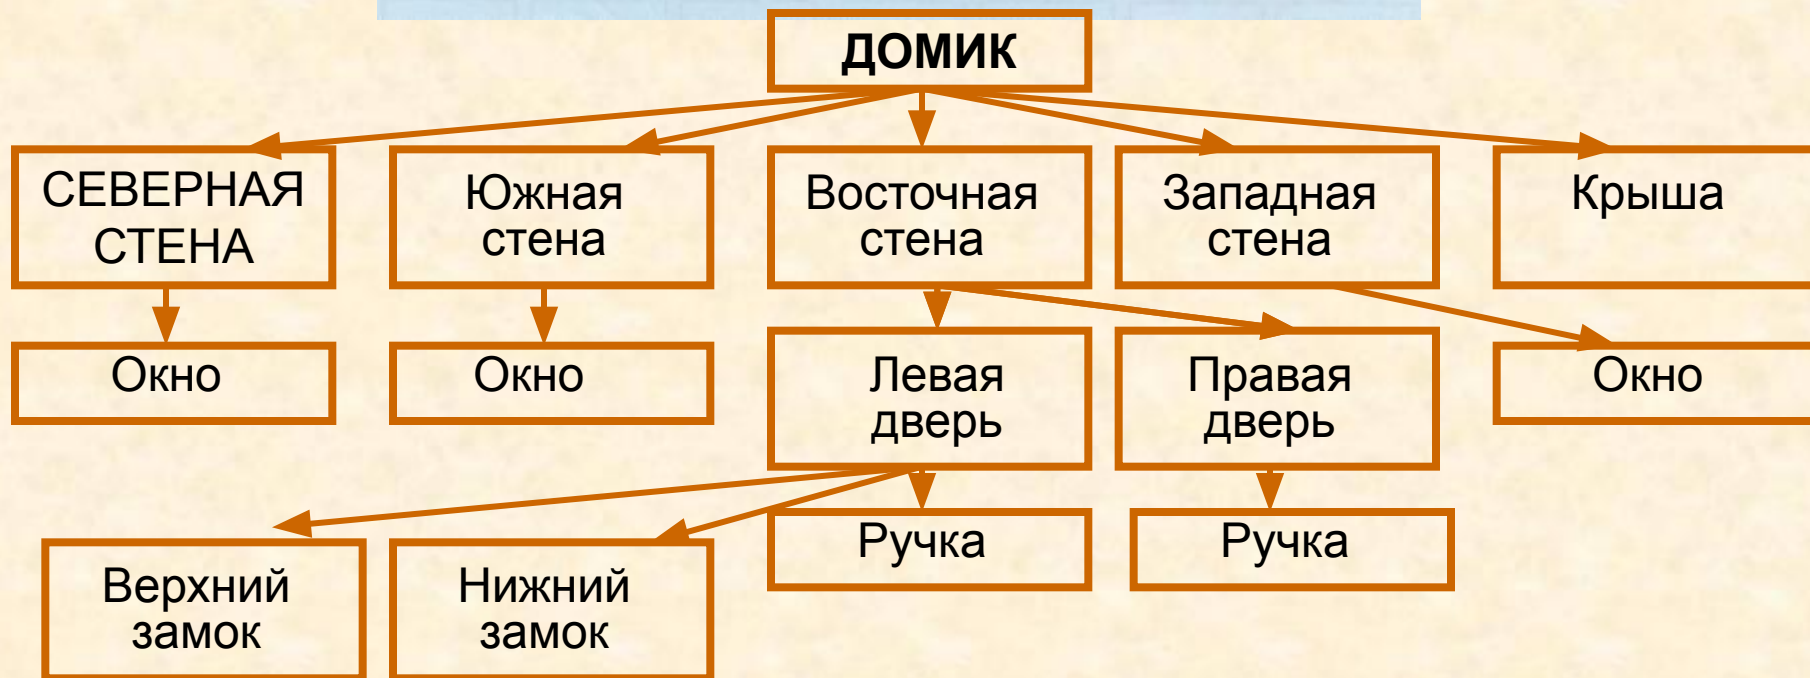 ДОМИК
СЕВЕРНАЯ
СТЕНА
Южная
стена
Восточная
стена
Западная
стена
Крыша
Окно
Окно
Левая
дверь
Правая
дверь
Окно
Верхний
замок
Нижний
замок
Ручка
Ручка